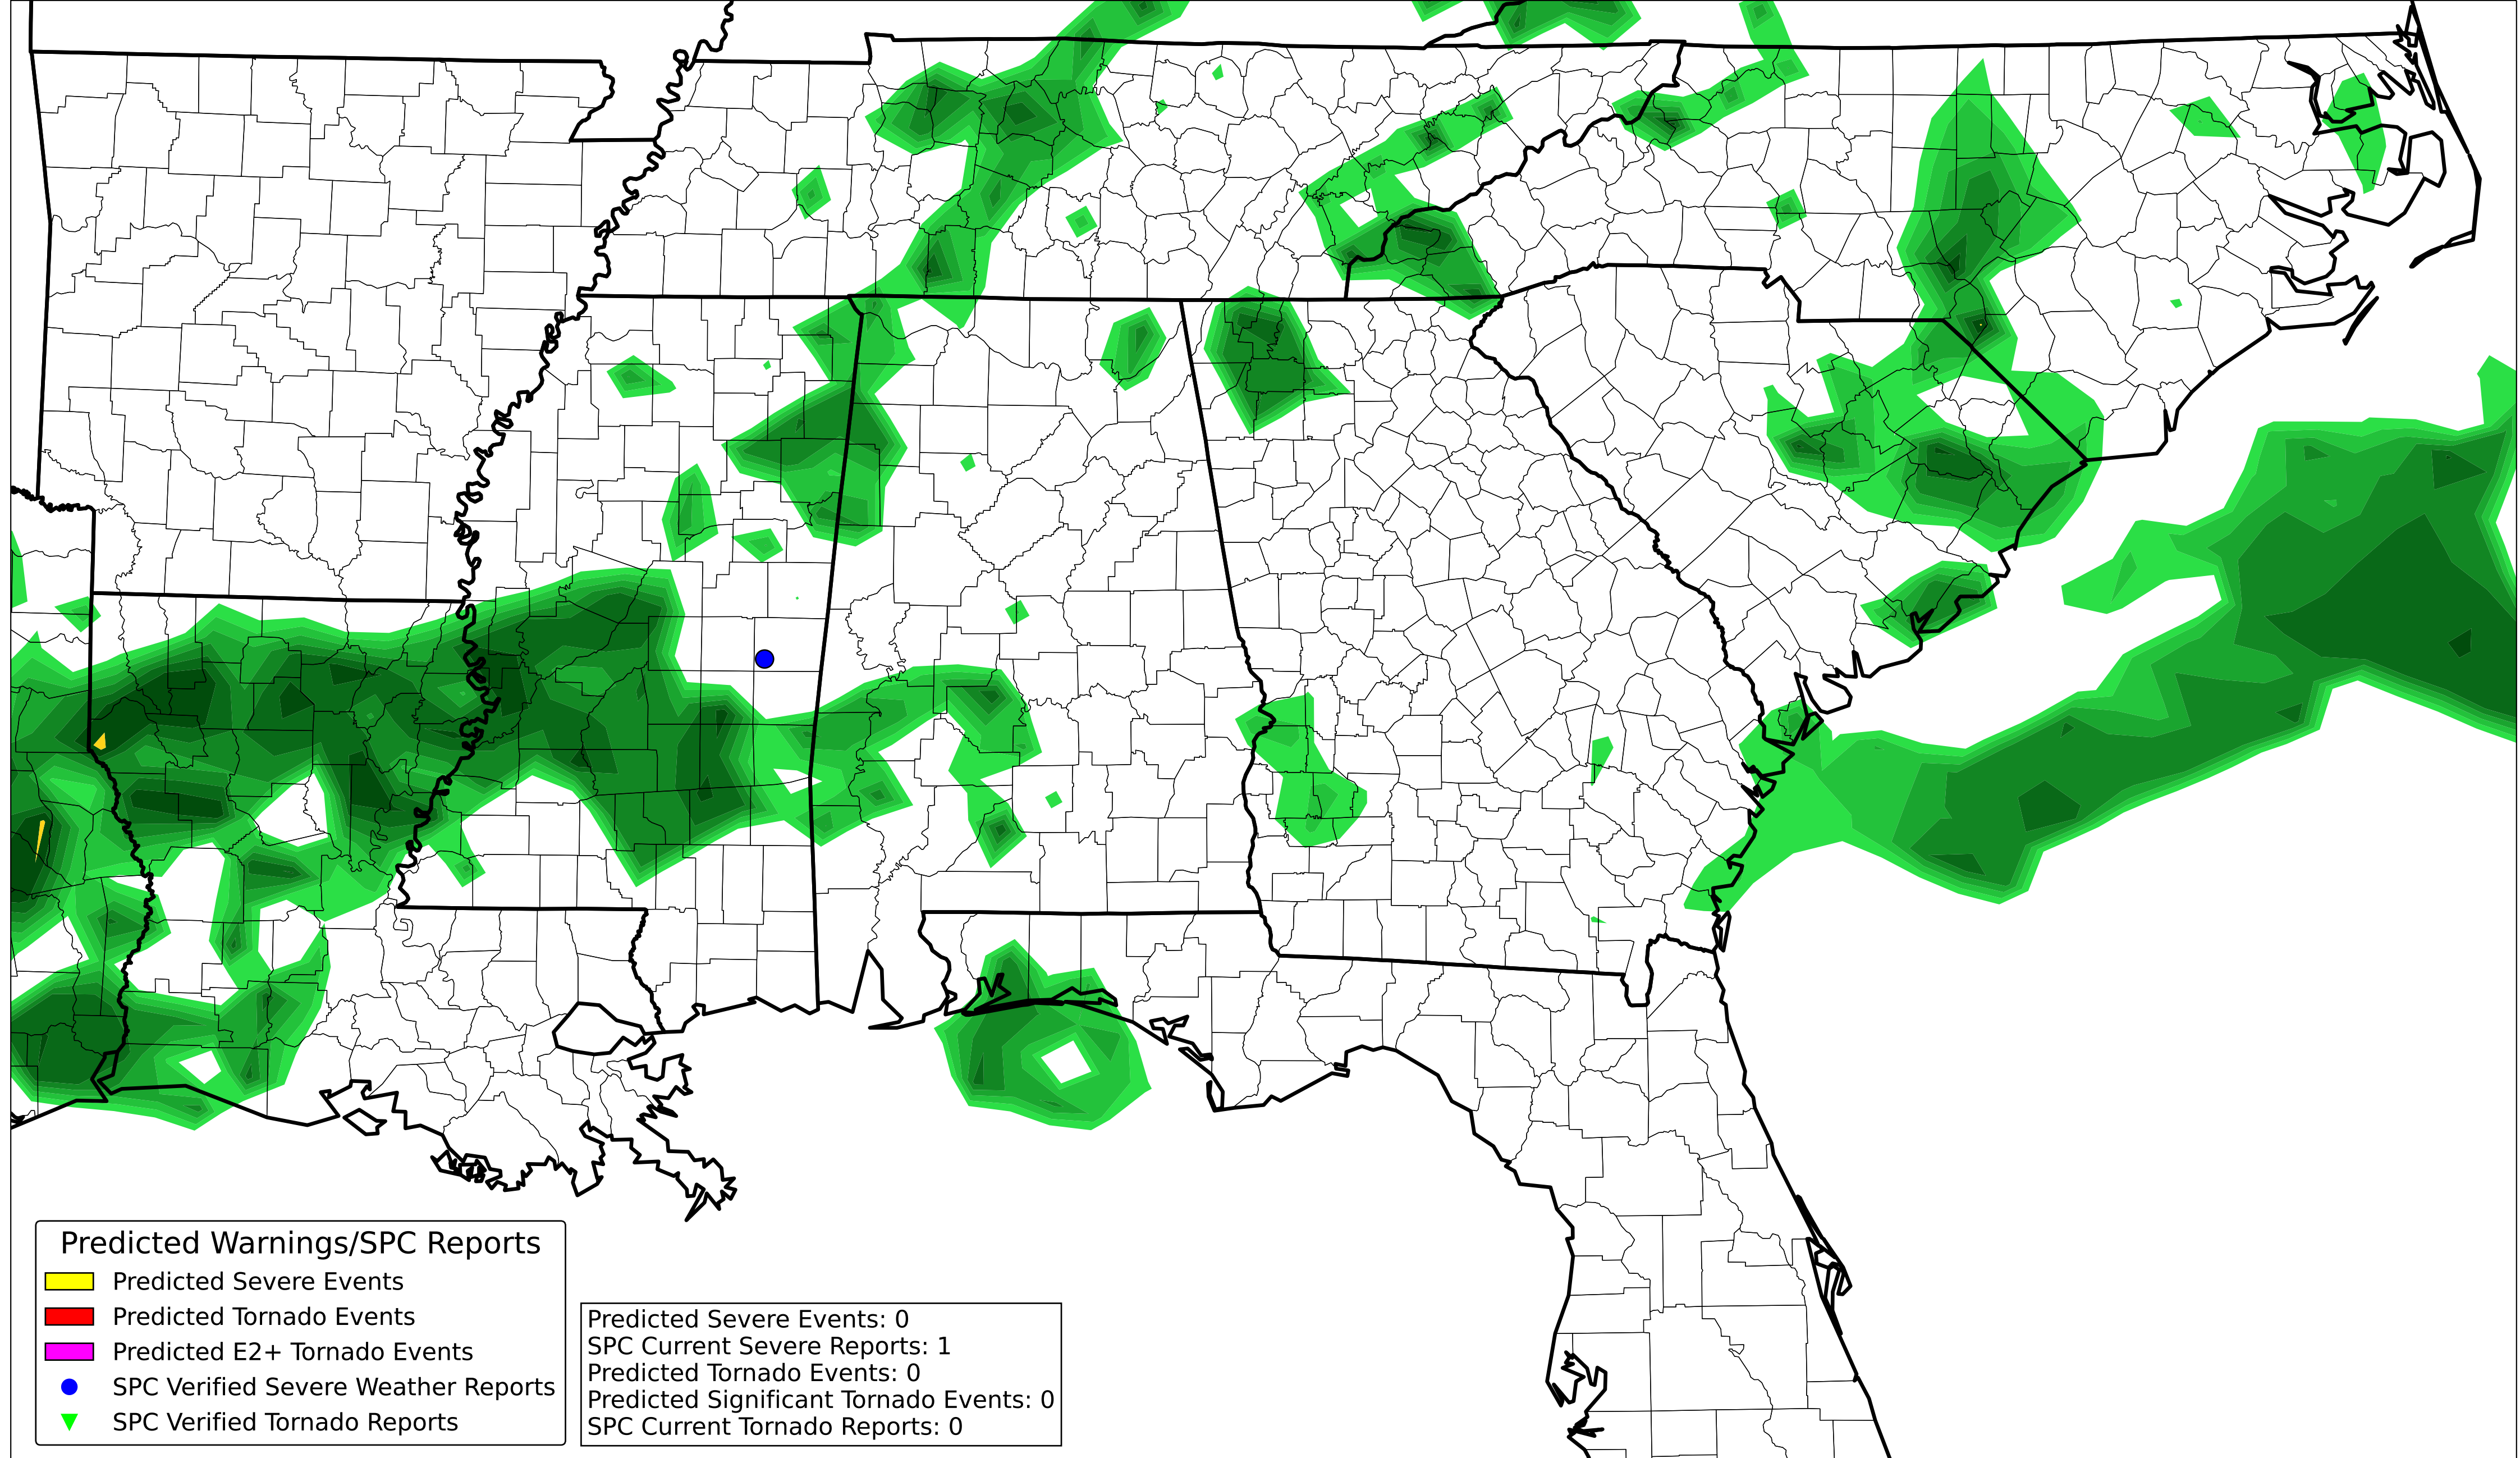 Predicted Warnings/SPC Reports
Predicted Severe Events
Predicted Tornado Events
Predicted E2+ Tornado Events
SPC Verified Severe Weather Reports
SPC Verified Tornado Reports
Predicted Severe Events: 0
SPC Current Severe Reports: 1
Predicted Tornado Events: 0
Predicted Significant Tornado Events: 0
SPC Current Tornado Reports: 0